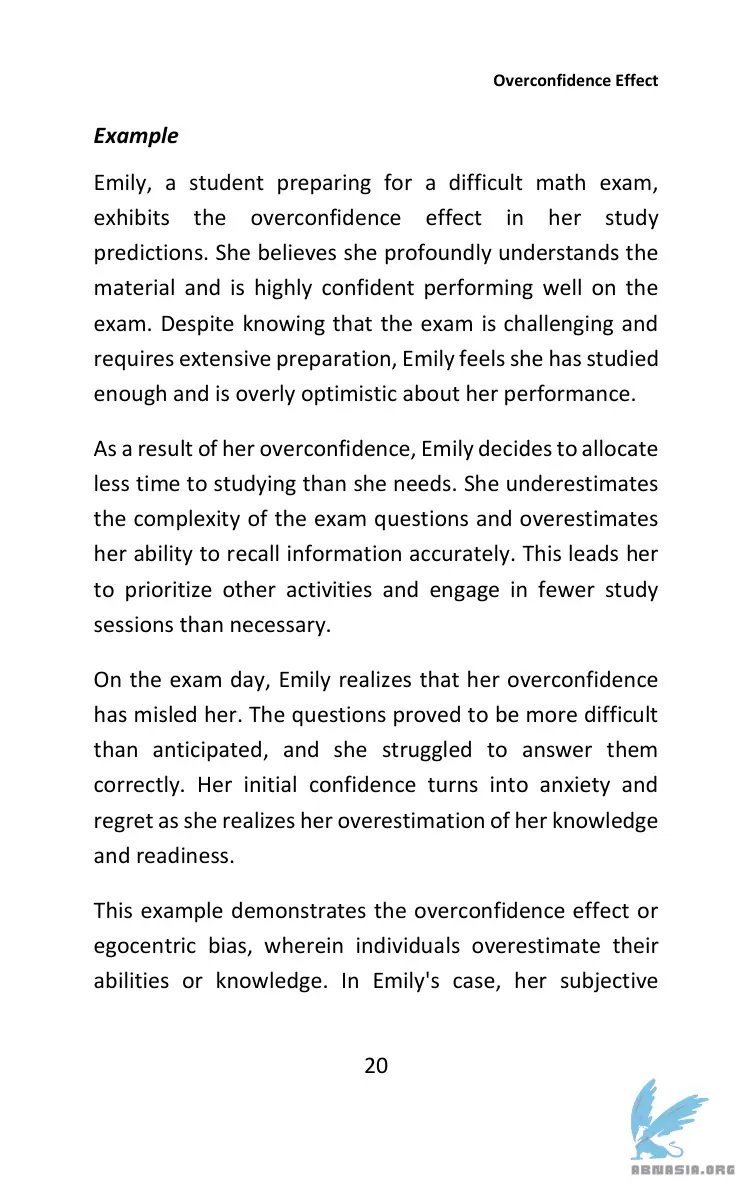 Overconfidence Effect
Example
Emily, a student preparing for a difficult math exam,
exhibits the overconfidence effect in her study
predictions. She believes she profoundly understands the
material and is highly confident performing well on the
exam. Despite knowing that the exam is challenging and
requires extensive preparation, Emily feels she has studied
enough and is overly optimistic about her performance.
As a result of her overconfidence, Emily decides to allocate
less time to studying than she needs. She underestimates
the complexity of the exam questions and overestimates
her ability to recall information accurately. This leads her
to prioritize other activities and engage in fewer study
sessions than necessary.
On the exam day, Emily realizes that her overconfidence
has misled her. The questions proved to be more difficult
than anticipated, and she struggled to answer them
correctly. Her initial confidence turns into anxiety and
regret as she realizes her overestimation of her knowledge
and readiness.
This example demonstrates the overconfidence effect or
egocentric bias, wherein individuals overestimate their
abilities or knowledge. In Emily's case, her subjective
20
ABNASIA.ORG